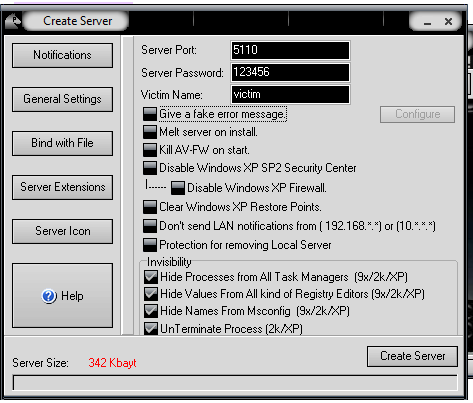 Create Server
Notifications
General Settings
Bind with File
Server Extensions
Server Icon
Help
Server Port: 5110
Server Password: 123456
Victim Name: victim
Give a fake error message.
Configure
Melt server on install.
Kill AV-FW on start.
Disable Windows XP SP2 Security Center
I...... Disable Windows XP Firewall.
Clear Windows XP Restore Points.
Don't send LAN notifications from ( 192.168.*.*) or (10.*.*.*)
Protection for removing Local Server
Invisibility
Hide Processes from All Task Managers (9x/2k/XP)
Hide Values From All kind of Registry Editors (9x/2k/XP)
Hide Names From Msconfig (9x/2k/XP)
UnTerminate Process (2k/XP)
Server Size: 342 Kbayt
Create Server